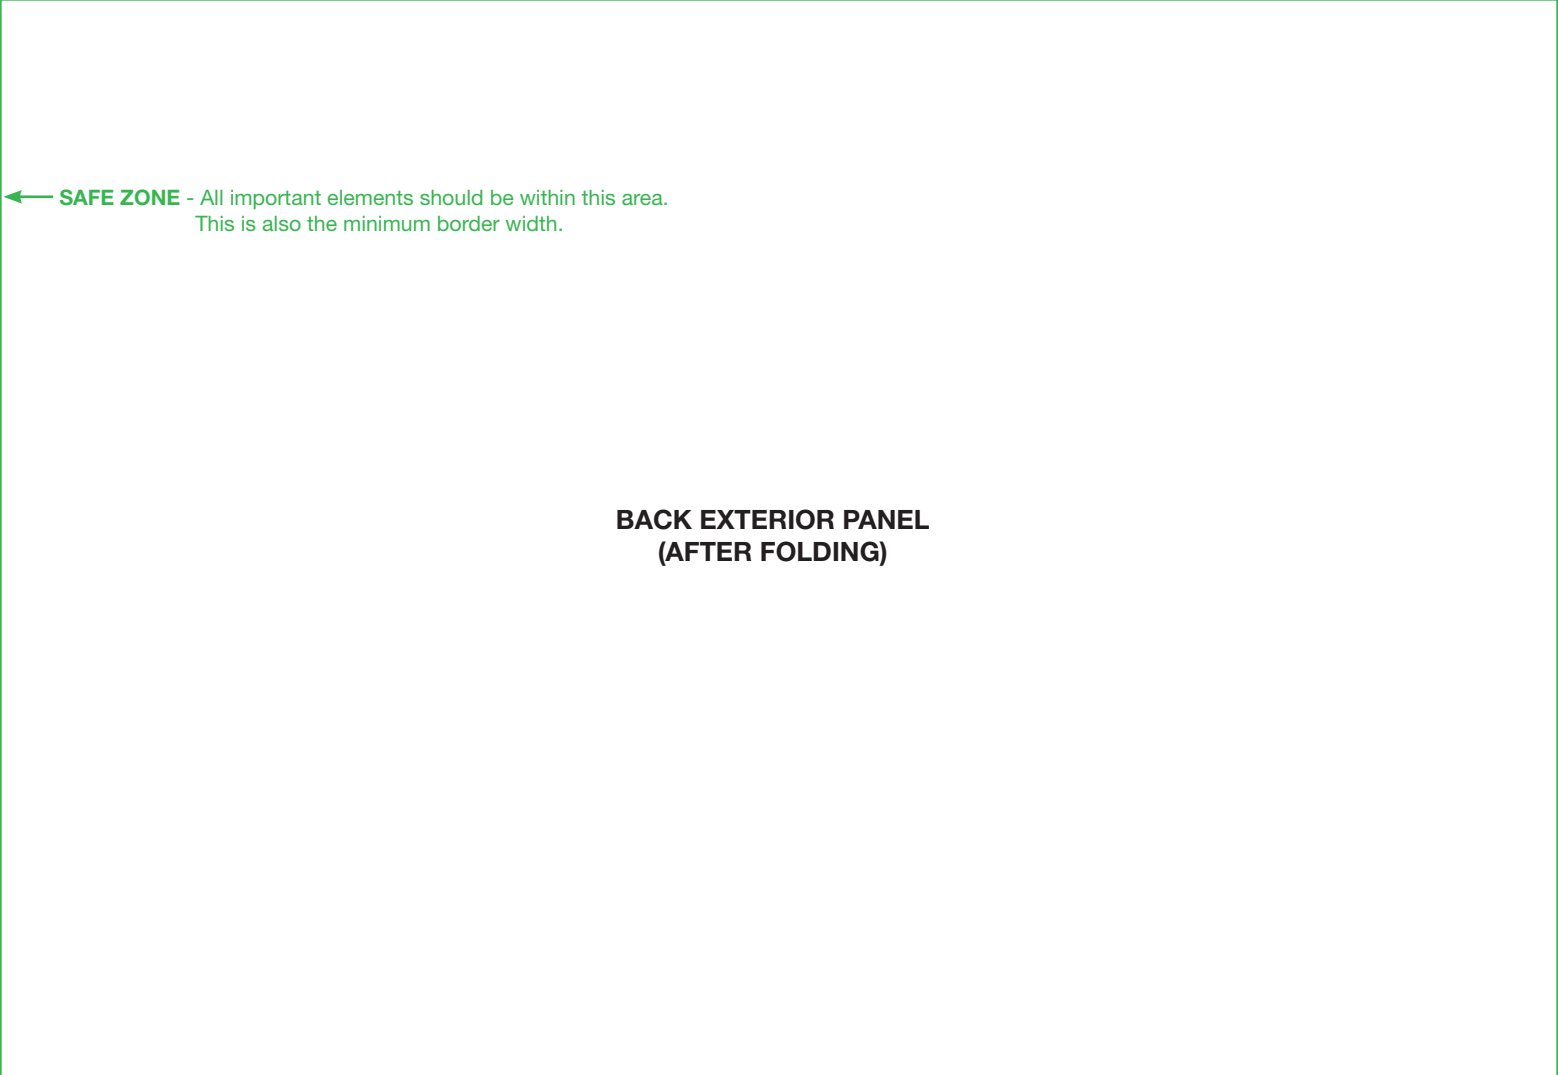 SAFE ZONE - All important elements should be within this area.
This is also the minimum border width.
BACK EXTERIOR PANEL
(AFTER FOLDING)